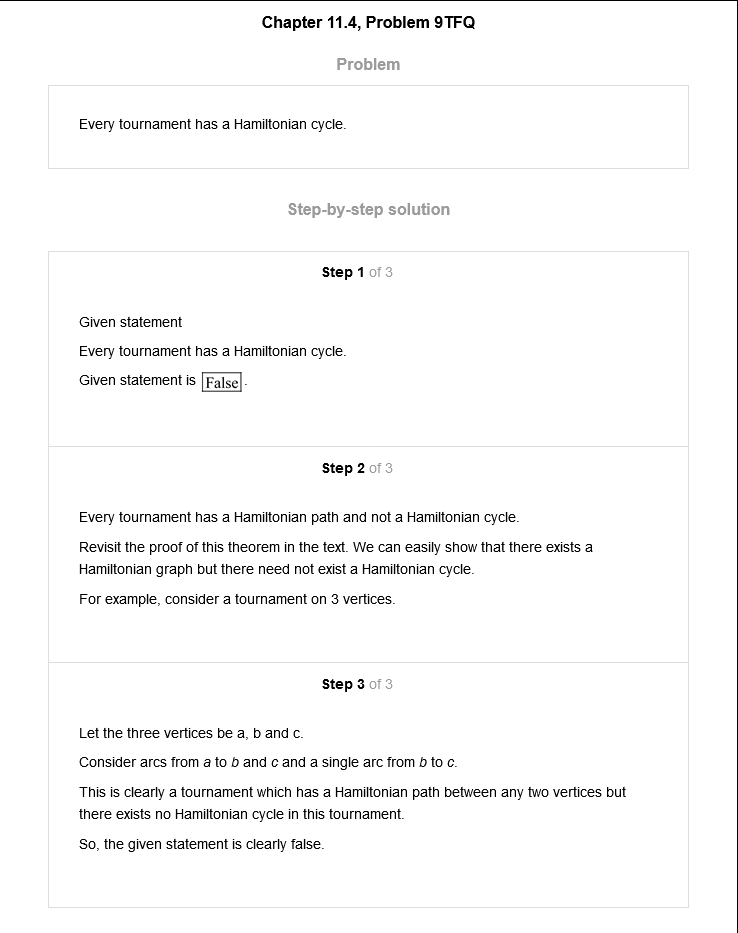 Chapter 11.4, Problem 9TFQ
Problem
Every tournament has a Hamiltonian cycle.
Step-by-step solution
Step 1 of 3
Given statement
Every tournament has a Hamiltonian cycle.
Given statement is False.
Step 2 of 3
Every tournament has a Hamiltonian path and not a Hamiltonian cycle.
Revisit the proof of this theorem in the text. We can easily show that there exists a
Hamiltonian graph but there need not exist a Hamiltonian cycle.
For example, consider a tournament on 3 vertices.
Step 3 of 3
Let the three vertices be a, b and c.
Consider arcs from a to b and c and a single arc from b to c.
This is clearly a tournament which has a Hamiltonian path between any two vertices but
there exists no Hamiltonian cycle in this tournament.
So, the given statement is clearly false.